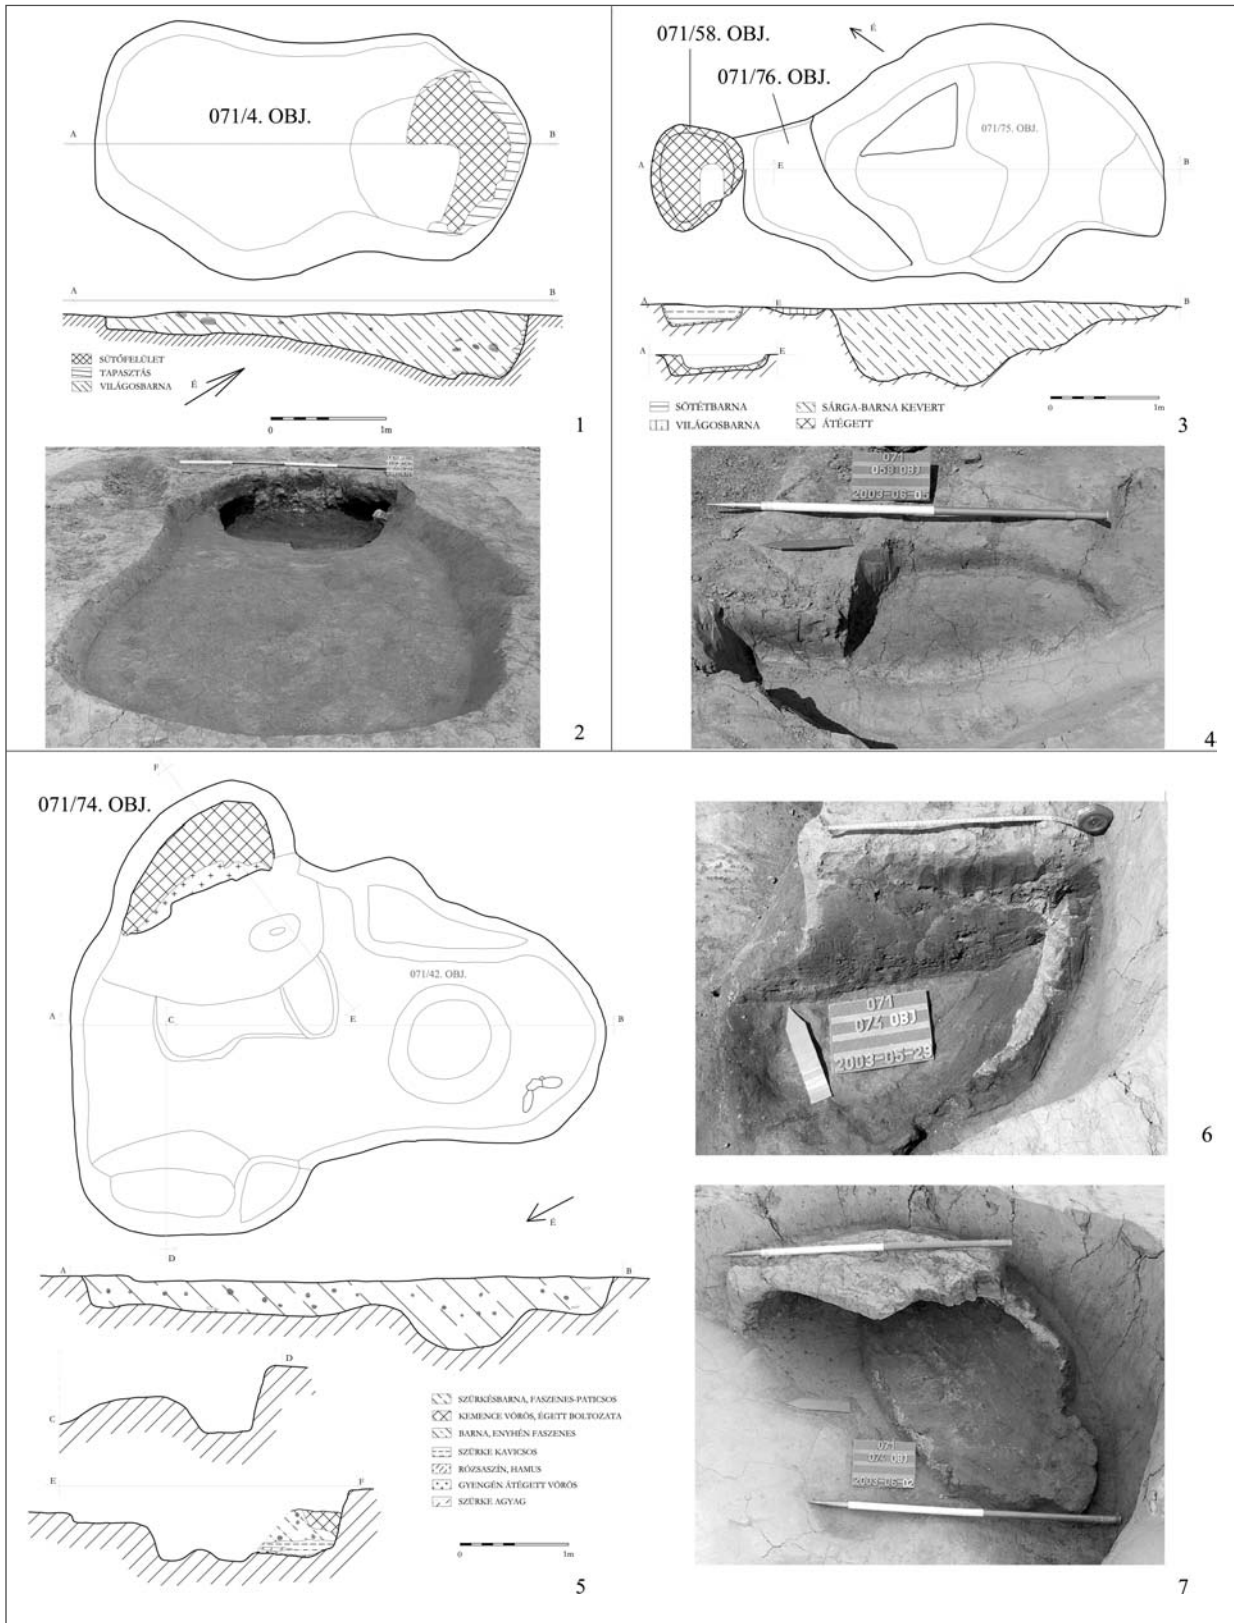 071/4. OBJ.
A
B
A
B
SÜTŐFELÜLET
TAPASZTÁS
VILÁGOSBARNA
É
0 1m
1
2
071/58. OBJ.
071/76. OBJ.
É
071/75. OBJ.
A
E
B
A
E
B
A
E
SÖTÉTBARNA
VILÁGOSBARNA
SÁRGA-BARNA KEVERT
ÁTÉGETT
0 1m
3
071
058 OBJ
2003-06-05
4
F
071/74. OBJ.
071/42. OBJ.
A
C
E
B
É
D
A
B
D
C
E
F
SZÜRKÉSBARNA, FASZENES-PATICSOS
KEMENCE VÖRÖS, ÉGETT BOLTOZATA
BARNA, ENYHÉN FASZENES
SZÜRKE KAVICSOS
RÓZSASZÍN, HAMUS
GYENGÉN ÁTÉGETT VÖRÖS
SZÜRKE AGYAG
0 1m
5
071
074 OBJ
2003-05-29
6
071
074 OBJ
2003-06-02
7